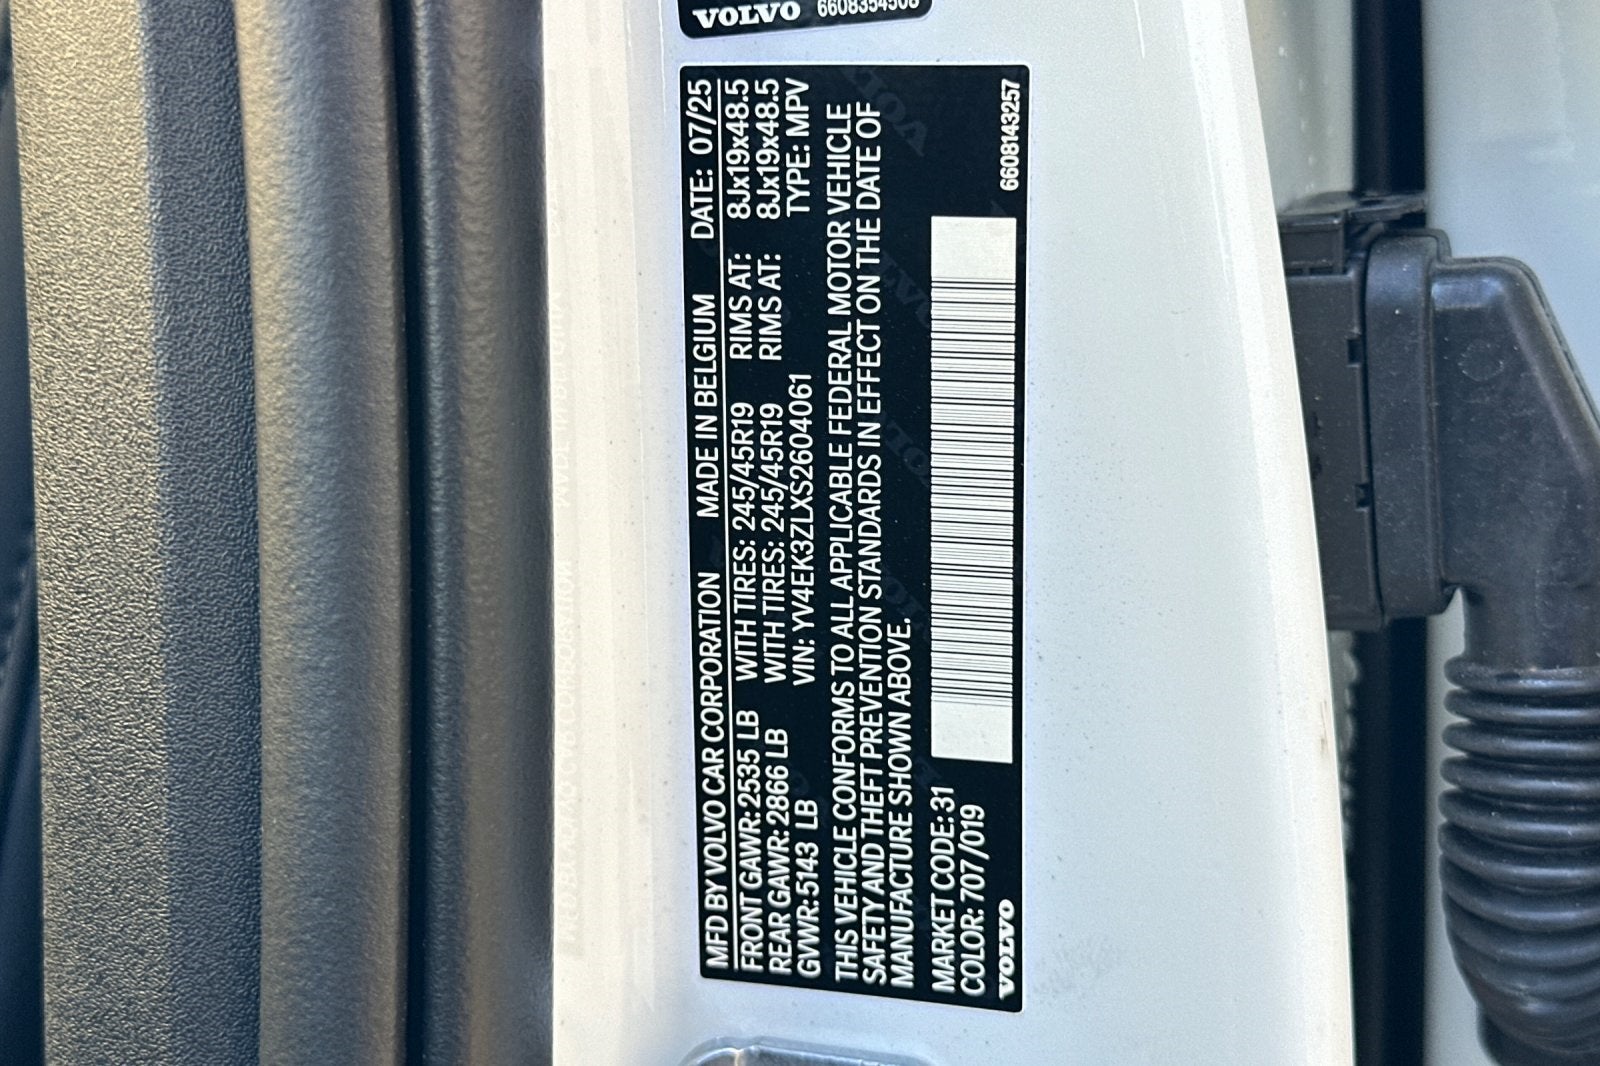 VOLVO 6608354508
MFD BY VOLVO CAR CORPORATION MADE IN BELGIUM DATE: 07/25
FRONT GAWR: 2535 LB WITH TIRES: 245/45R19 RIMS AT: 8Jx19x48.5
REAR GAWR: 2866 LB WITH TIRES: 245/45R19 RIMS AT: 8Jx19x48.5
GVWR: 5143 LB VIN: YV4EK3ZLXS2604061 TYPE: MPV
THIS VEHICLE CONFORMS TO ALL APPLICABLE FEDERAL MOTOR VEHICLE
SAFETY AND THEFT PREVENTION STANDARDS IN EFFECT ON THE DATE OF
MANUFACTURE SHOWN ABOVE.
MARKET CODE: 31
COLOR: 707/019
VOLVO 6608143257